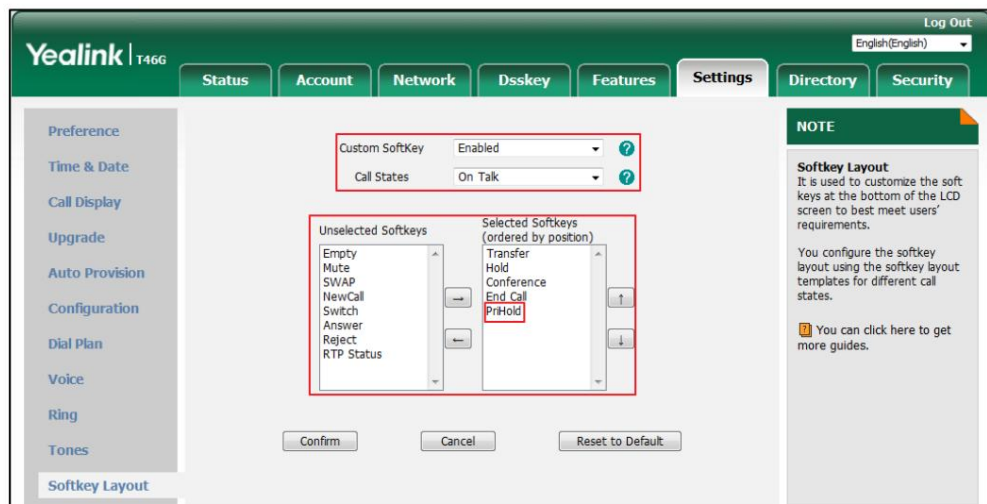 Log Out
Yealink | T46G
English(English)
Status
Account
Network
Dsskey
Features
Settings
Directory
Security
Preference
Time & Date
Call Display
Upgrade
Auto Provision
Configuration
Dial Plan
Voice
Ring
Tones
Softkey Layout
Custom SoftKey
Enabled
?
Call States
On Talk
?
Unselected Softkeys
Empty
Mute
SWAP
NewCall
Switch
Answer
Reject
RTP Status
→
←
Selected Softkeys
(ordered by position)
Transfer
Hold
Conference
End Call
PriHold
↑
↓
Confirm
Cancel
Reset to Default
NOTE
Softkey Layout
It is used to customize the soft
keys at the bottom of the LCD
screen to best meet users'
requirements.
You configure the softkey
layout using the softkey layout
templates for different call
states.
? You can click here to get
more guides.